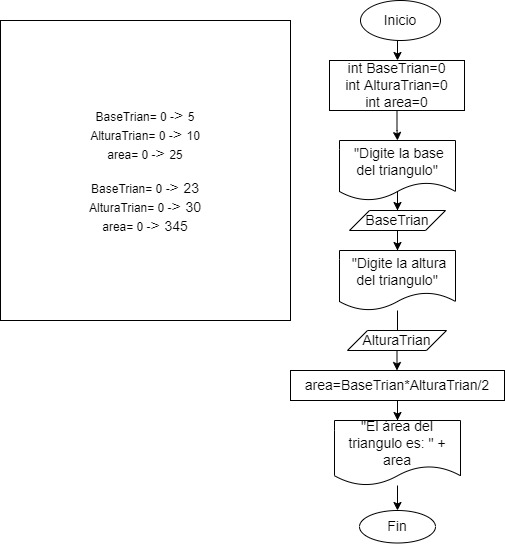 BaseTrian= 0 -> 5
AlturaTrian= 0 -> 10
area= 0 -> 25
BaseTrian= 0 -> 23
AlturaTrian= 0 -> 30
area= 0 -> 345
Inicio
int BaseTrian=0
int AlturaTrian=0
int area=0
"Digite la base
del triangulo"
BaseTrian
"Digite la altura
del triangulo"
AlturaTrian
area=BaseTrian*AlturaTrian/2
"El área del
triangulo es: " +
area
Fin